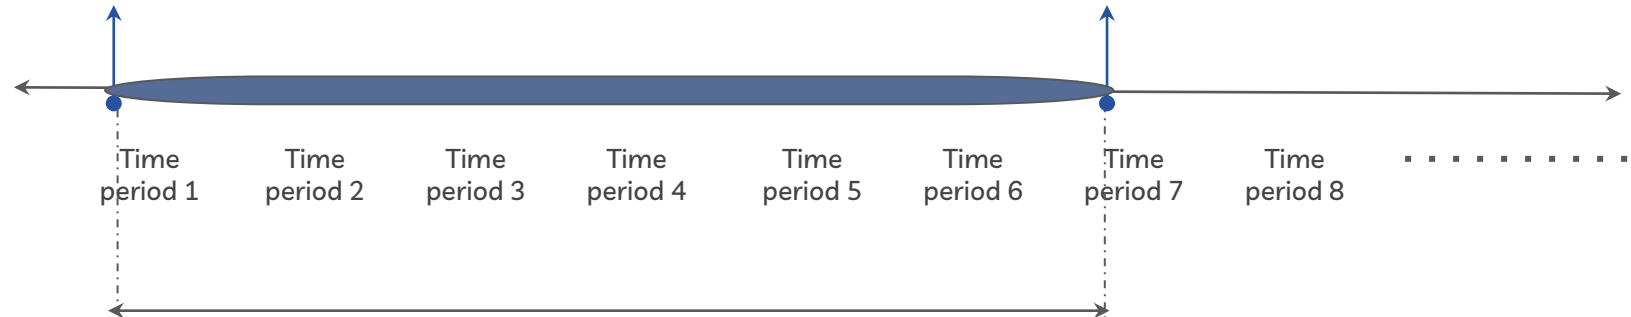 Time period 1
Time period 2
Time period 3
Time period 4
Time period 5
Time period 6
Time period 7
Time period 8